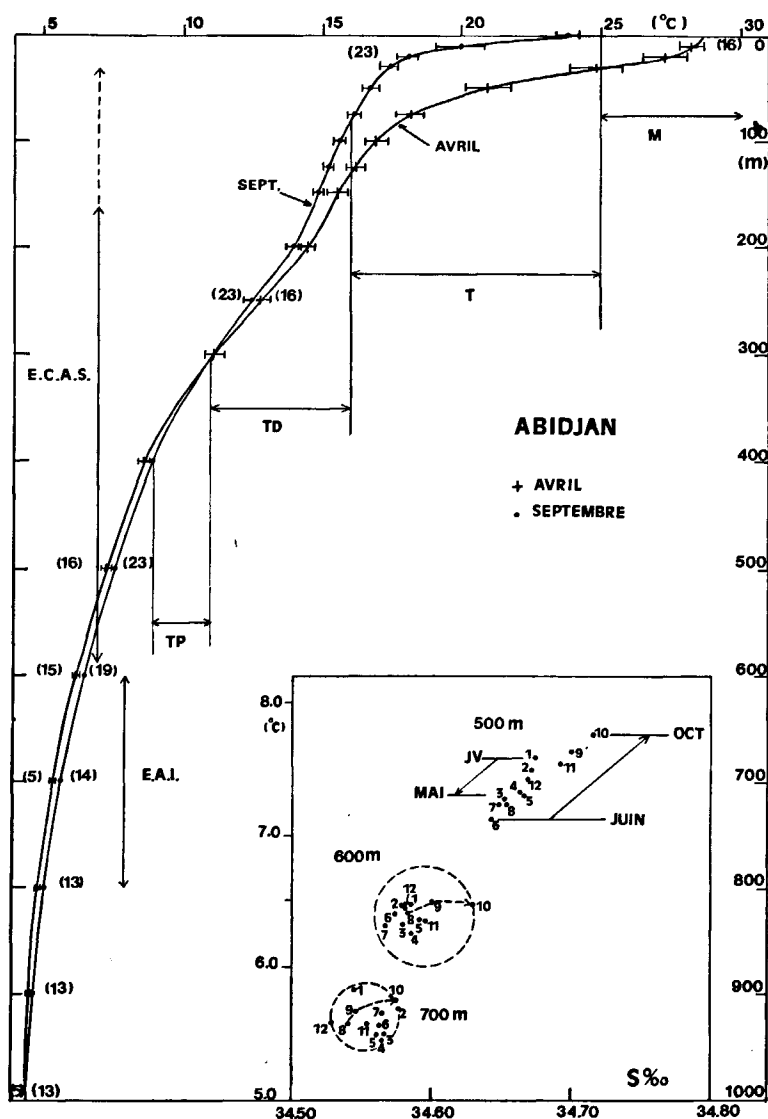 5 10 15 20 (°C) 30
0
(23) (16)
M
100
(m)
AVRIL
SEPT.
200
(23) (16) T
300
E.C.A.S.
TD
ABIDJAN
400
+ AVRIL
• SEPTEMBRE
(16) (23) 500
TP
(15) (19) 600
8.0
(°C)
500 m
10 OCT
9
JV 1
11
2
12
(5) (14) E.A.I. 700
MAI 3 4 5
7 8
6 JUIN
7.0
600 m
(13) 800
12 1
2
9 10
6 8
7 3 5 11
4
6.0
(13) 900
1 10
9 7 2 700 m
12 8 11 6
5 3
4
S‰
(13) 5.0 1000
34.50 34.60 34.70 34.80